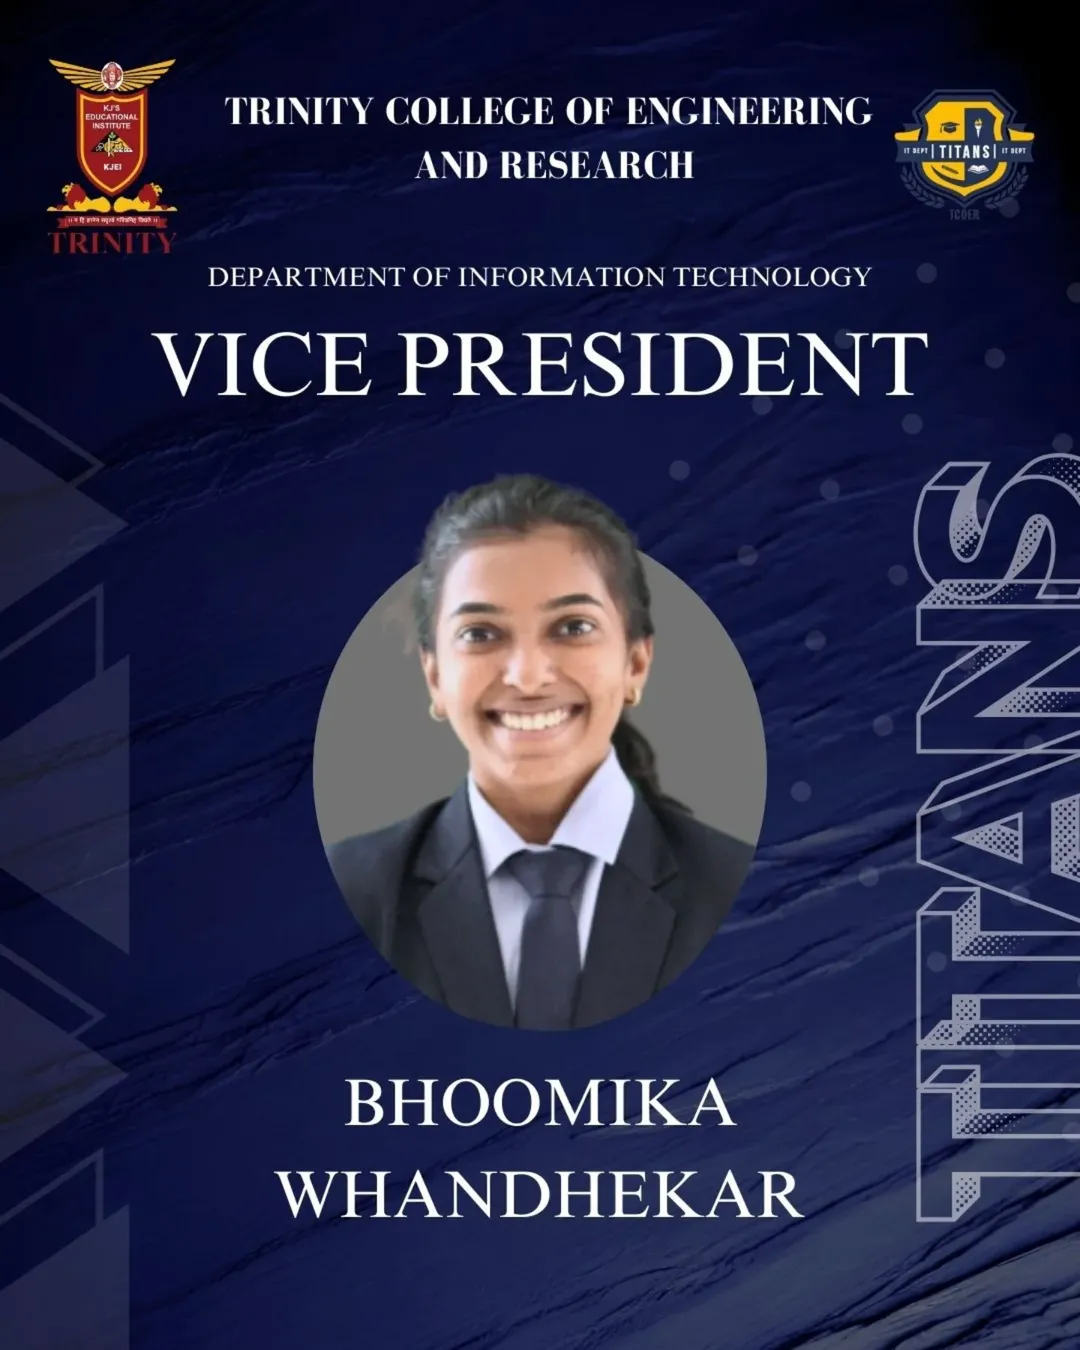 KJ'S
EDUCATIONAL
INSTITUTE
KJEI
TRINITY
TRINITY COLLEGE OF ENGINEERING
AND RESEARCH
IT DEPT TITANS IT DEPT
TCOER
DEPARTMENT OF INFORMATION TECHNOLOGY
VICE PRESIDENT
TITANS
BHOOMIKA
WHANDHEKAR